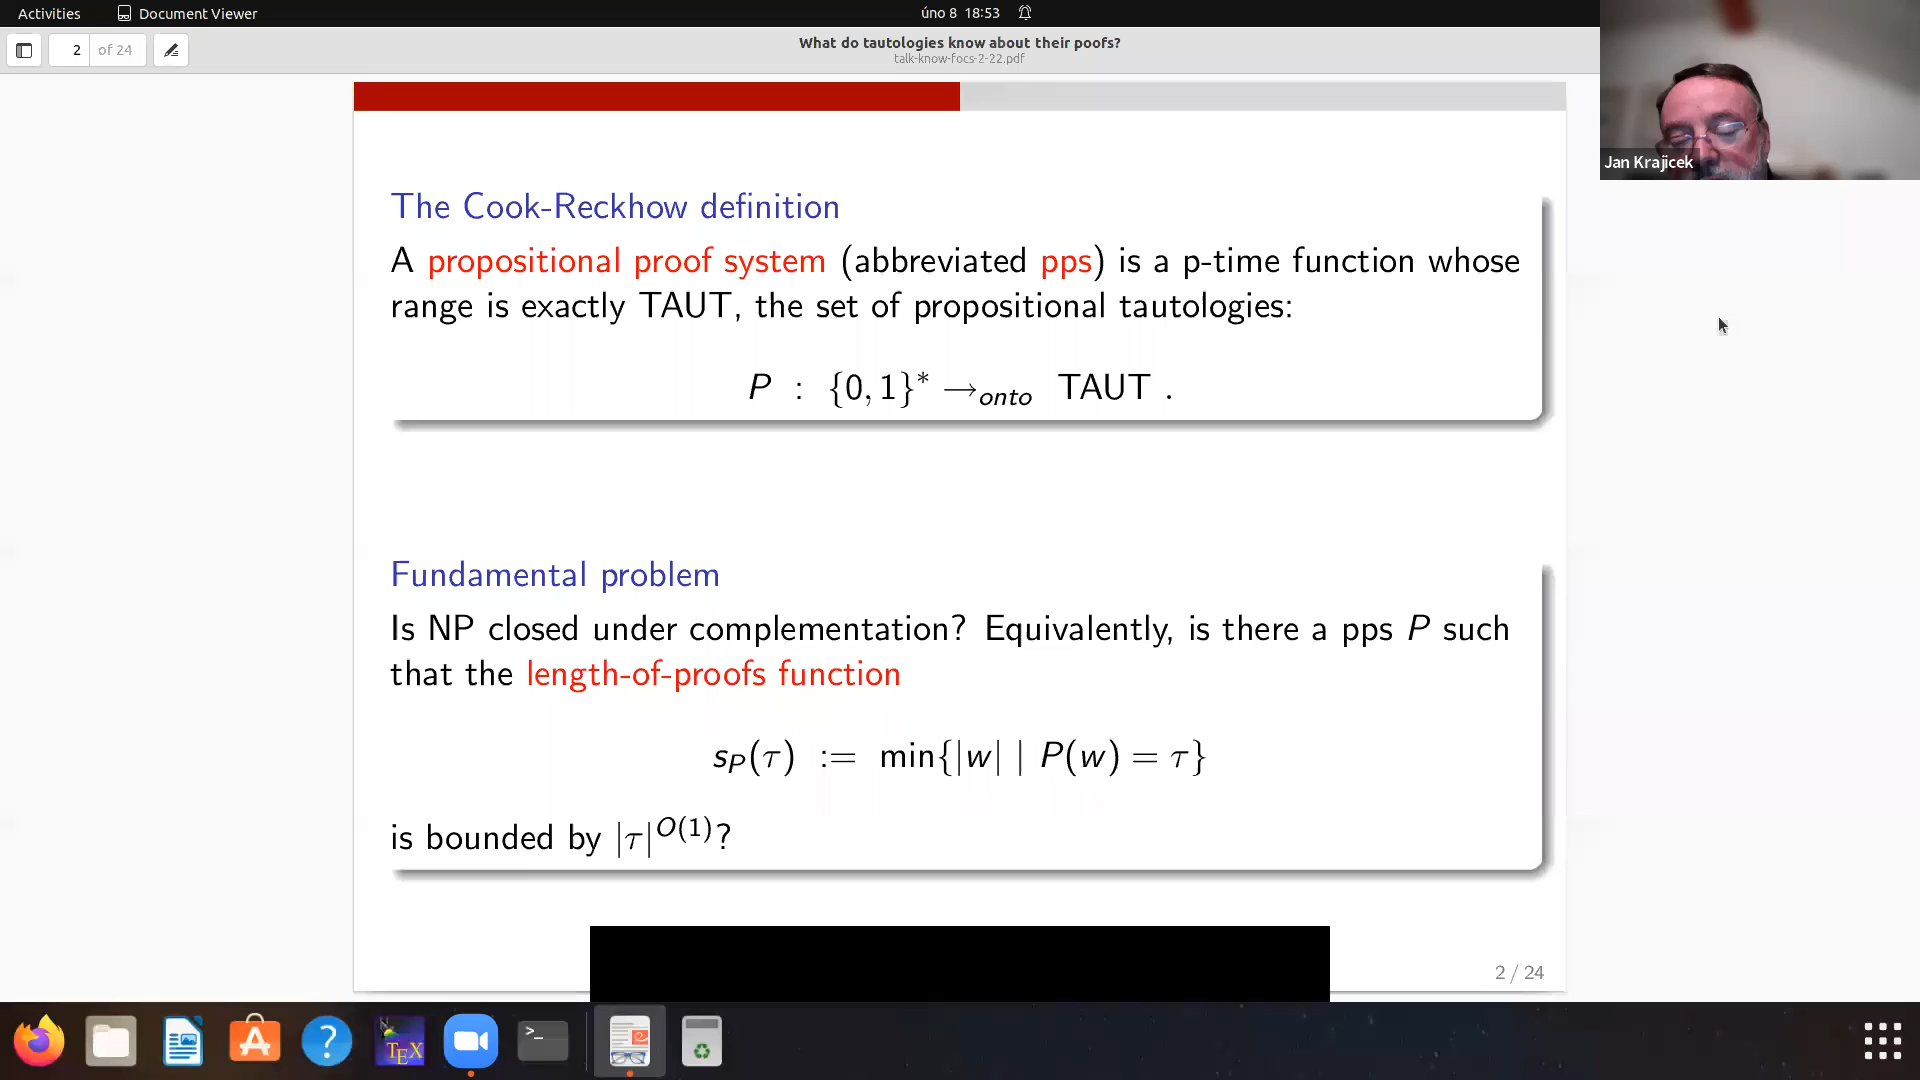 Activities
Document Viewer
úno 8 18:53
2 of 24
What do tautologies know about their poofs?
talk-know-focs-2-22.pdf
Jan Krajicek
The Cook-Reckhow definition
A propositional proof system (abbreviated pps) is a p-time function whose
range is exactly TAUT, the set of propositional tautologies:
P : {0, 1}* →onto TAUT .
Fundamental problem
Is NP closed under complementation? Equivalently, is there a pps P such
that the length-of-proofs function
sP(τ) := min{|w| | P(w) = τ}
is bounded by |τ|^O(1)?
2 / 24
TEX